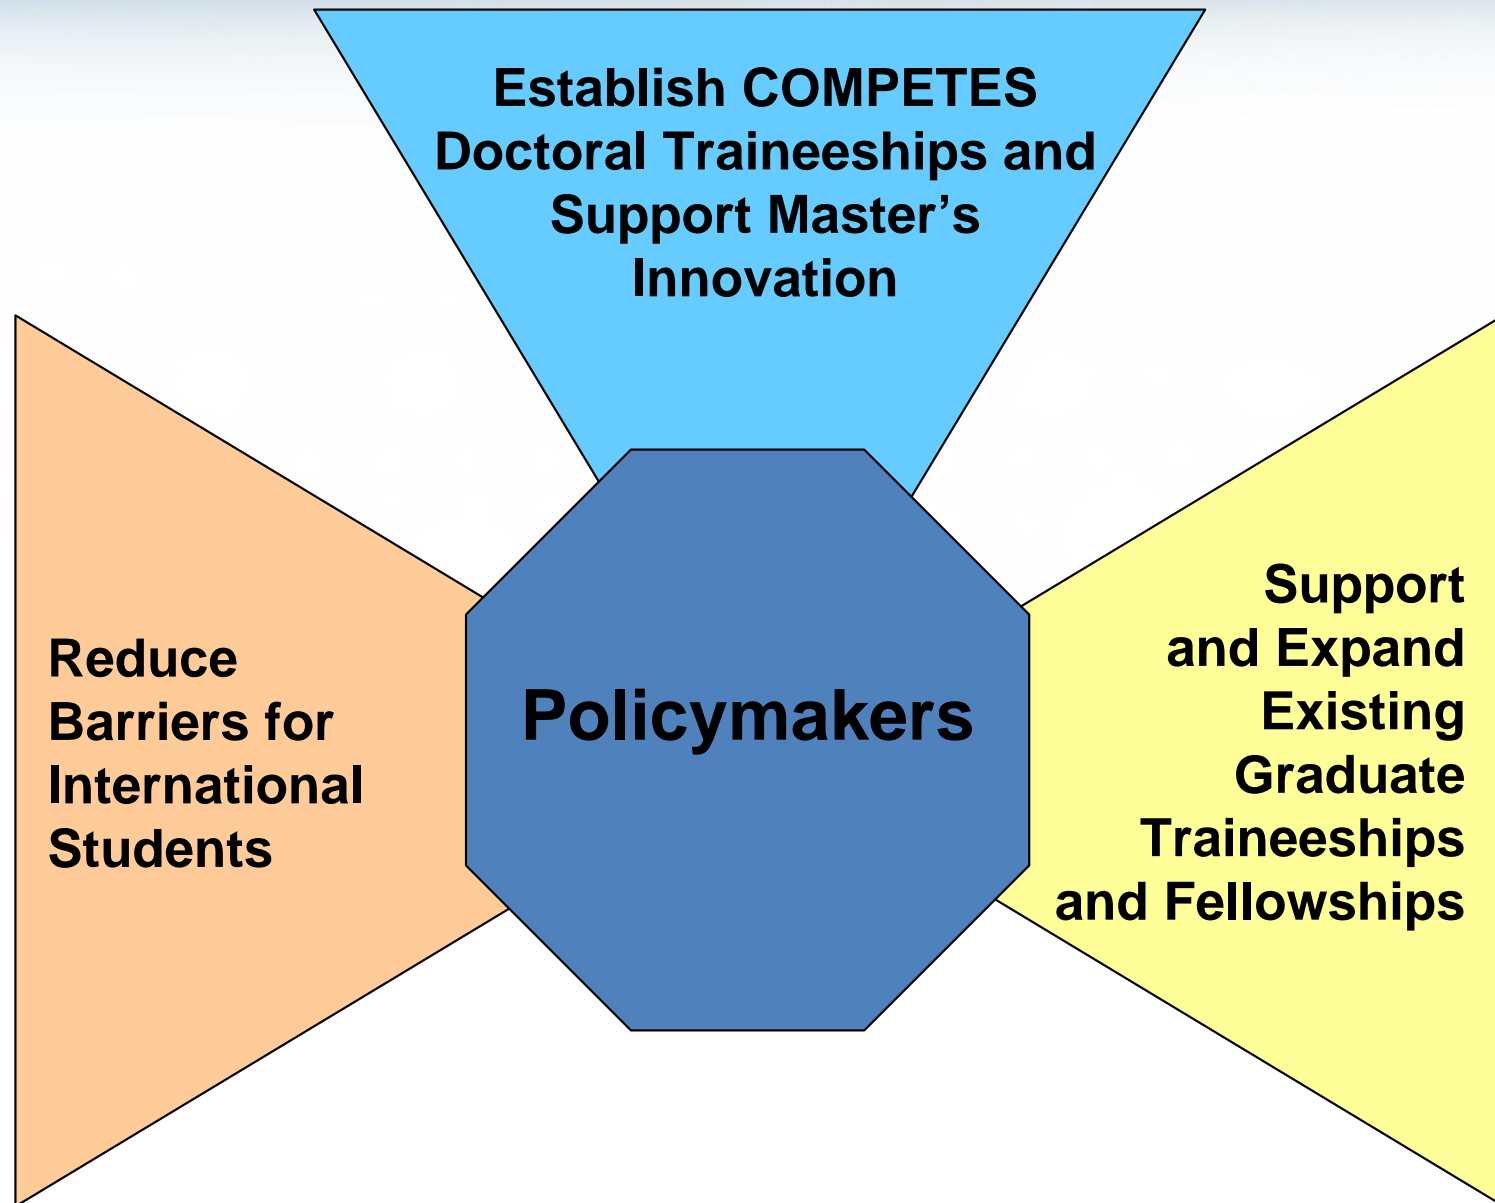 Establish COMPETES
Doctoral Traineeships and
Support Master’s
Innovation
Reduce
Barriers for
International
Students
Policymakers
Support
and Expand
Existing
Graduate
Traineeships
and Fellowships